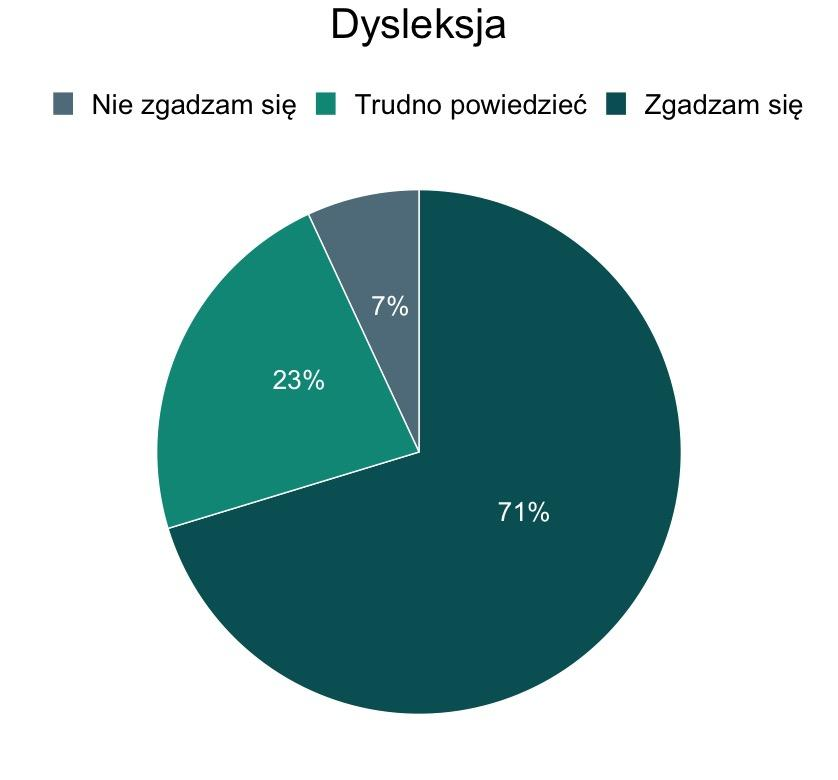 Dysleksja
Nie zgadzam się Trudno powiedzieć Zgadzam się
7%
23%
71%